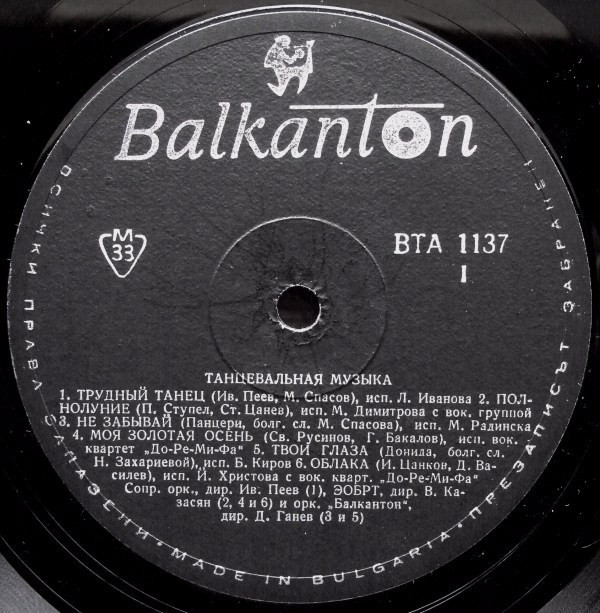 Balkanton
М
33
ВТА 1137
I
ТАНЦЕВАЛЬНАЯ МУЗЫКА
1. ТРУДНЫЙ ТАНЕЦ (Ив. Пеев, М. Спасов), исп. Л. Иванова 2. ПОЛ-
НОЛУНИЕ (П. Ступел, Ст. Цанев), исп. М. Димитрова с вок. группой
3. НЕ ЗАБЫВАЙ (Панцери, болг. сл. М. Спасова), исп. М. Радинска
4. МОЯ ЗОЛОТАЯ ОСЕНЬ (Св. Русинов, Г. Бакалов), исп. вок.
квартет „До-Ре-Ми-Фа" 5. ТВОИ ГЛАЗА (Донида, болг. сл.
Н. Захариевой), исп. Б. Киров 6. ОБЛАКА (И. Цанков, Д. Ва-
силев), исп. Й. Христова с вок. кварт. „До-Ре-Ми-Фа"
Сопр. орк., дир. Ив. Пеев (1), ЭОБРТ, дир. В. Ка-
засян (2, 4 и 6) и орк. „Балкантон",
дир. Д. Ганев (3 и 5)
ВСИЧКИ ПРАВА ЗАПАЗЕНИ • MADE IN BULGARIA • ПРЕЗАПИСЪТ ЗАБРАНЕН